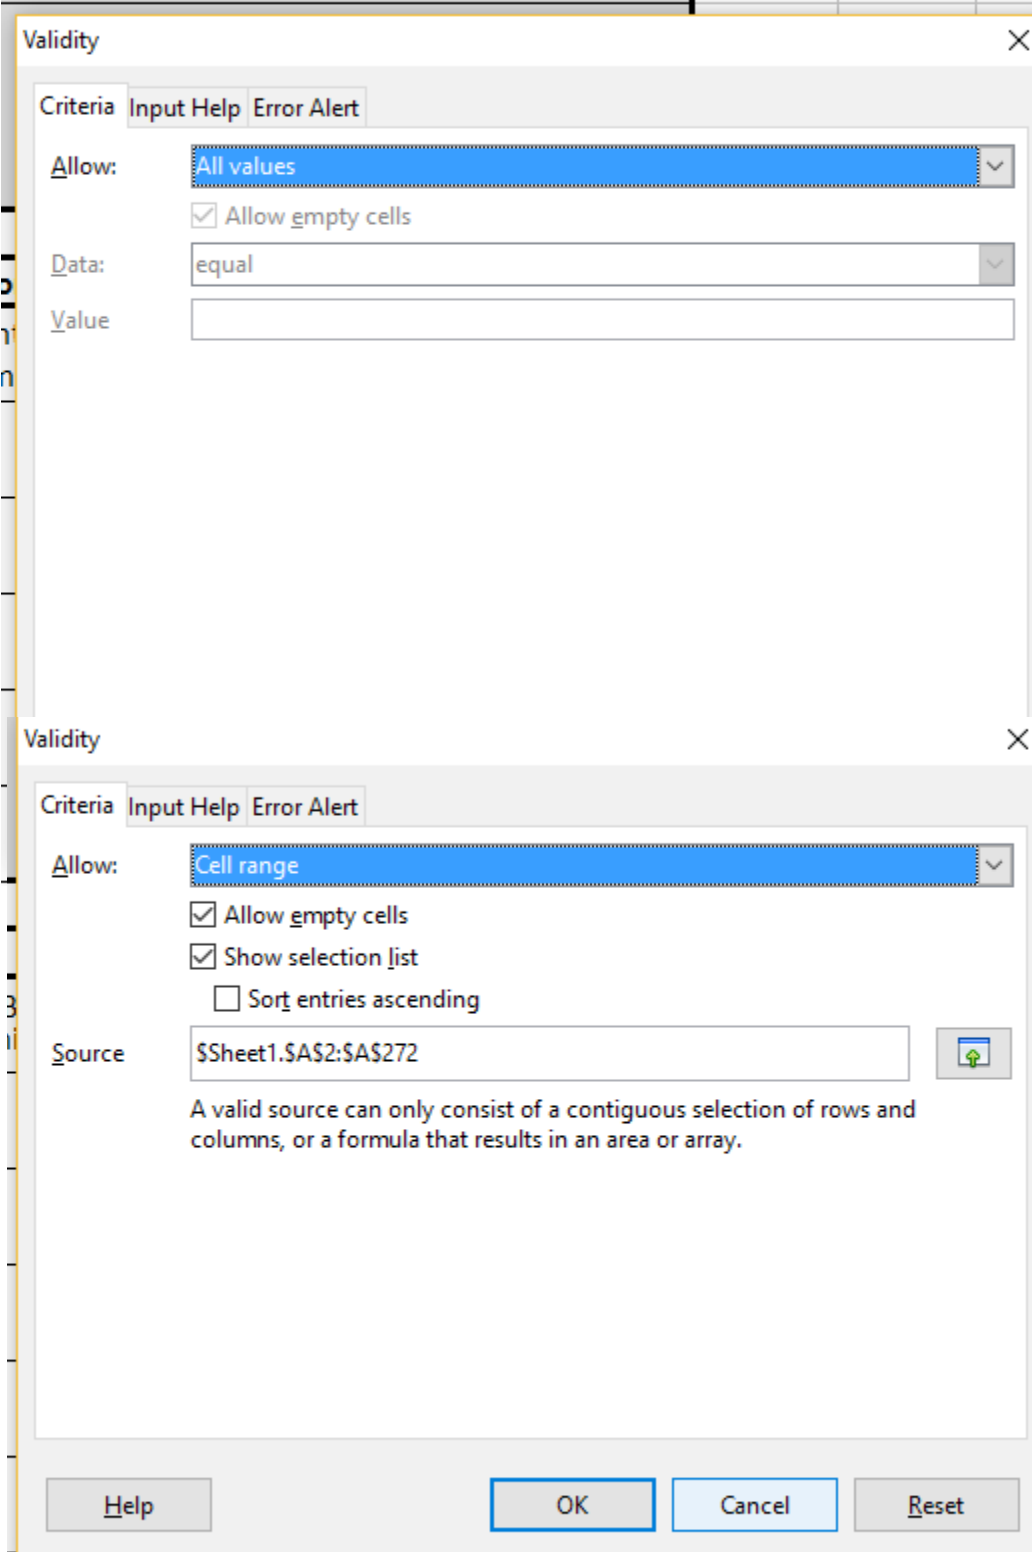 Validity
Criteria Input Help Error Alert
Allow: All values
Allow empty cells
Data: equal
Value
Validity
Criteria Input Help Error Alert
Allow: Cell range
Allow empty cells
Show selection list
Sort entries ascending
Source $Sheet1.$A$2:$A$272
A valid source can only consist of a contiguous selection of rows and
columns, or a formula that results in an area or array.
Help OK Cancel Reset